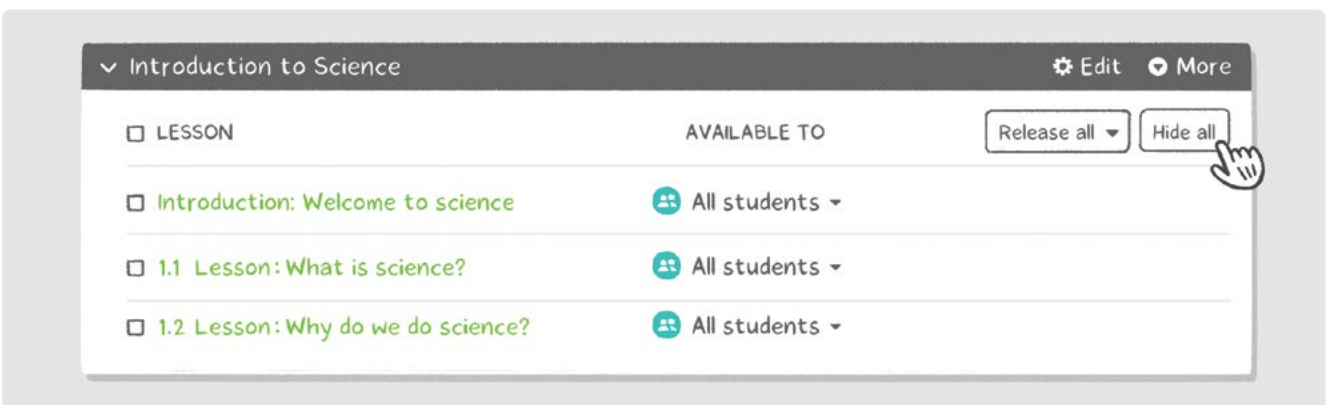 Introduction to Science Edit More
LESSON AVAILABLE TO Release all Hide all
Introduction: Welcome to science All students
1.1 Lesson: What is science? All students
1.2 Lesson: Why do we do science? All students